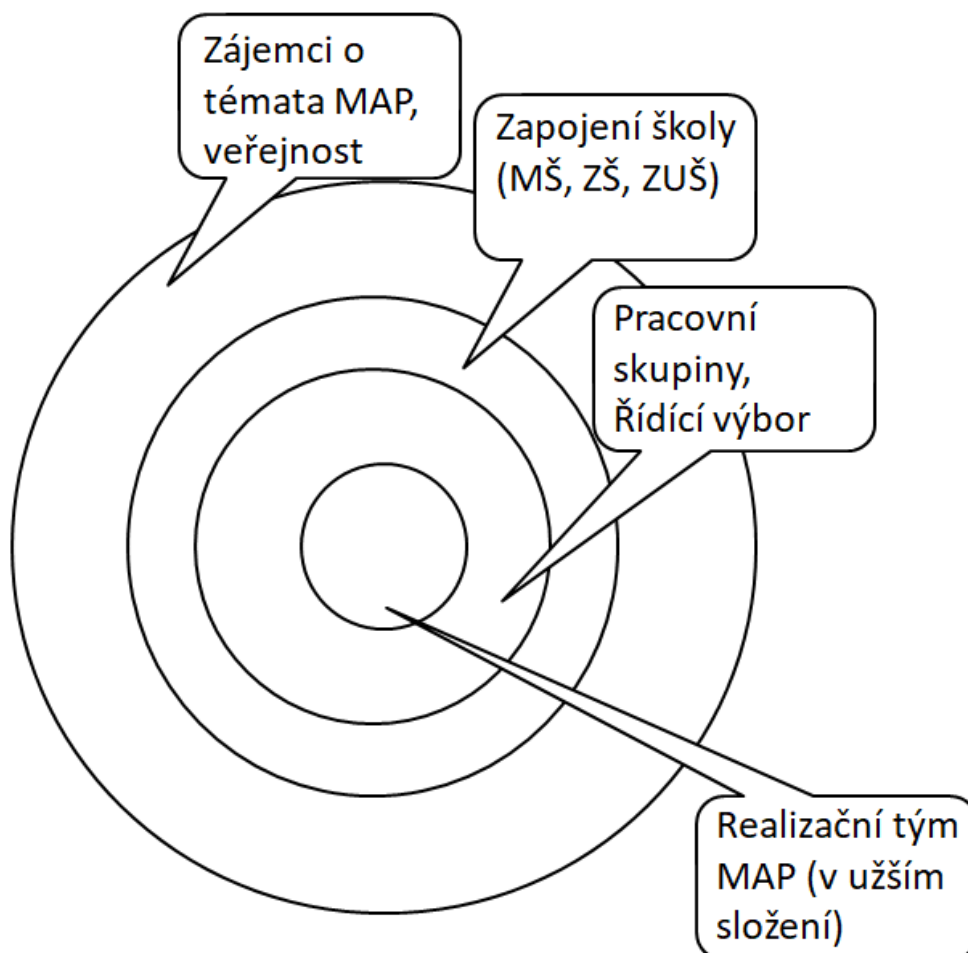 Zájemci o
témata MAP,
veřejnost
Zapojení školy
(MŠ, ZŠ, ZUŠ)
Pracovní
skupiny,
Řídící výbor
Realizační tým
MAP (v užším
složení)